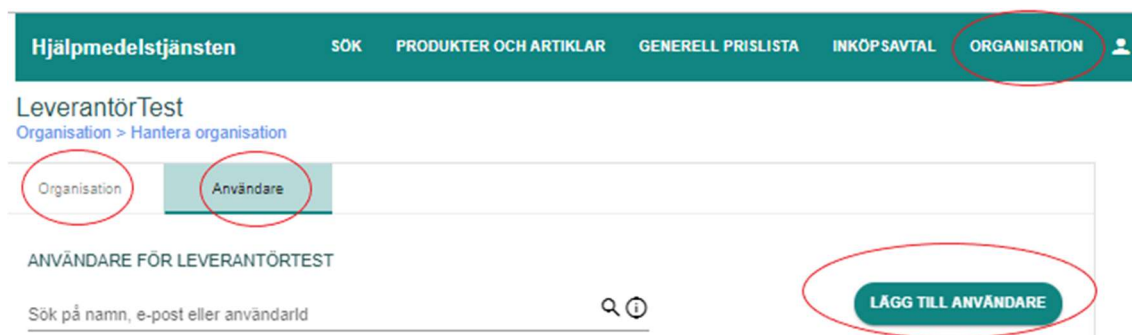 Hjälpmedelstjänsten SÖK PRODUKTER OCH ARTIKLAR GENERELL PRISLISTA INKÖPSAVTAL ORGANISATION
LeverantörTest
Organisation > Hantera organisation
Organisation Användare
ANVÄNDARE FÖR LEVERANTÖRTEST
Sök på namn, e-post eller användarId
LÄGG TILL ANVÄNDARE